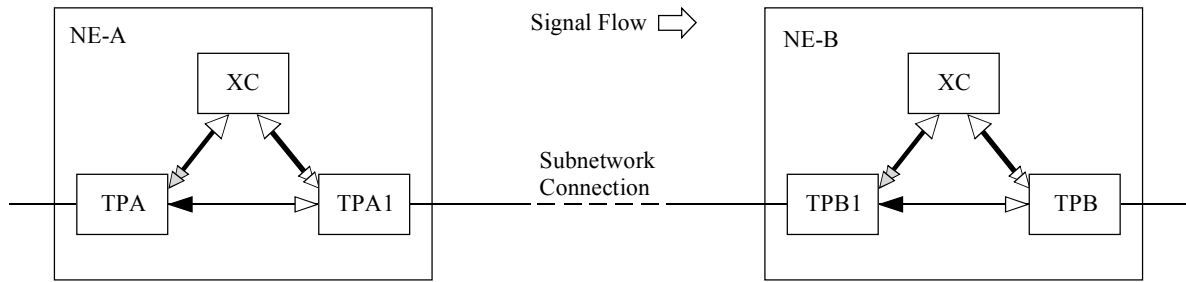 NE-A
XC
TPA
TPA1
Signal Flow
Subnetwork
Connection
NE-B
XC
TPB1
TPB